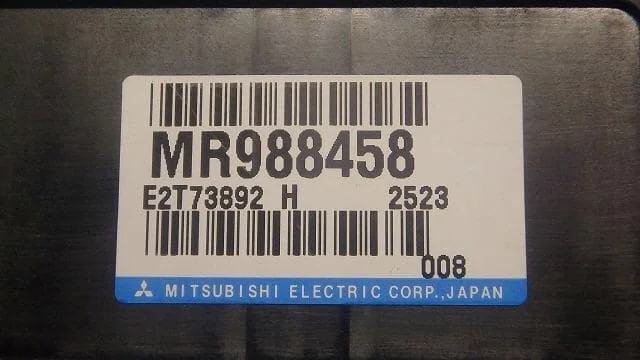 MR988458
E2T73892 H 2523
008
MITSUBISHI ELECTRIC CORP.,JAPAN